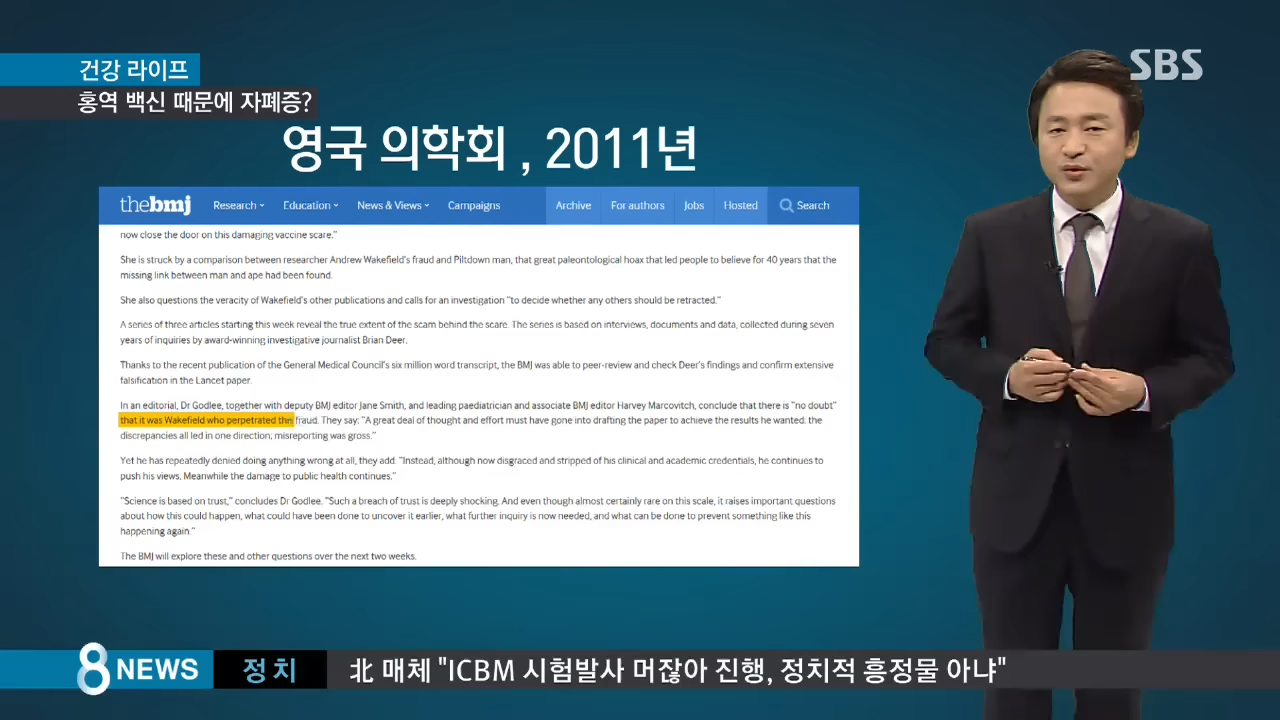 SBS
건강 라이프
홍역 백신 때문에 자폐증?
영국 의학회 , 2011년
thebmj Research Education News & Views Campaigns Archive For authors Jobs Hosted Search
now close the door on this damaging vaccine scare."
She is struck by a comparison between researcher Andrew Wakefield's fraud and Piltdown man, that great paleontological hoax that led people to believe for 40 years that the
missing link between man and ape had been found.
She also questions the veracity of Wakefield's other publications and calls for an investigation "to decide whether any others should be retracted."
A series of three articles starting this week reveal the true extent of the scam behind the scare. The series is based on interviews, documents and data, collected during seven
years of inquiries by award-winning investigative journalist Brian Deer.
Thanks to the recent publication of the General Medical Council's six million word transcript, the BMJ was able to peer-review and check Deer's findings and confirm extensive
falsification in the Lancet paper.
In an editorial, Dr Godlee, together with deputy BMJ editor Jane Smith, and leading paediatrician and associate BMJ editor Harvey Marcovitch, conclude that there is "no doubt"
that it was Wakefield who perpetrated this fraud. They say: "A great deal of thought and effort must have gone into drafting the paper to achieve the results he wanted: the
discrepancies all led in one direction; misreporting was gross."
Yet he has repeatedly denied doing anything wrong at all, they add. "Instead, although now disgraced and stripped of his clinical and academic credentials, he continues to
push his views. Meanwhile the damage to public health continues."
"Science is based on trust," concludes Dr Godlee. "Such a breach of trust is deeply shocking. And even though almost certainly rare on this scale, it raises important questions
about how this could happen, what could have been done to uncover it earlier, what further inquiry is now needed, and what can be done to prevent something like this
happening again."
The BMJ will explore these and other questions over the next two weeks.
8 NEWS 정치 北 매체 "ICBM 시험발사 머잖아 진행, 정치적 흥정물 아냐"